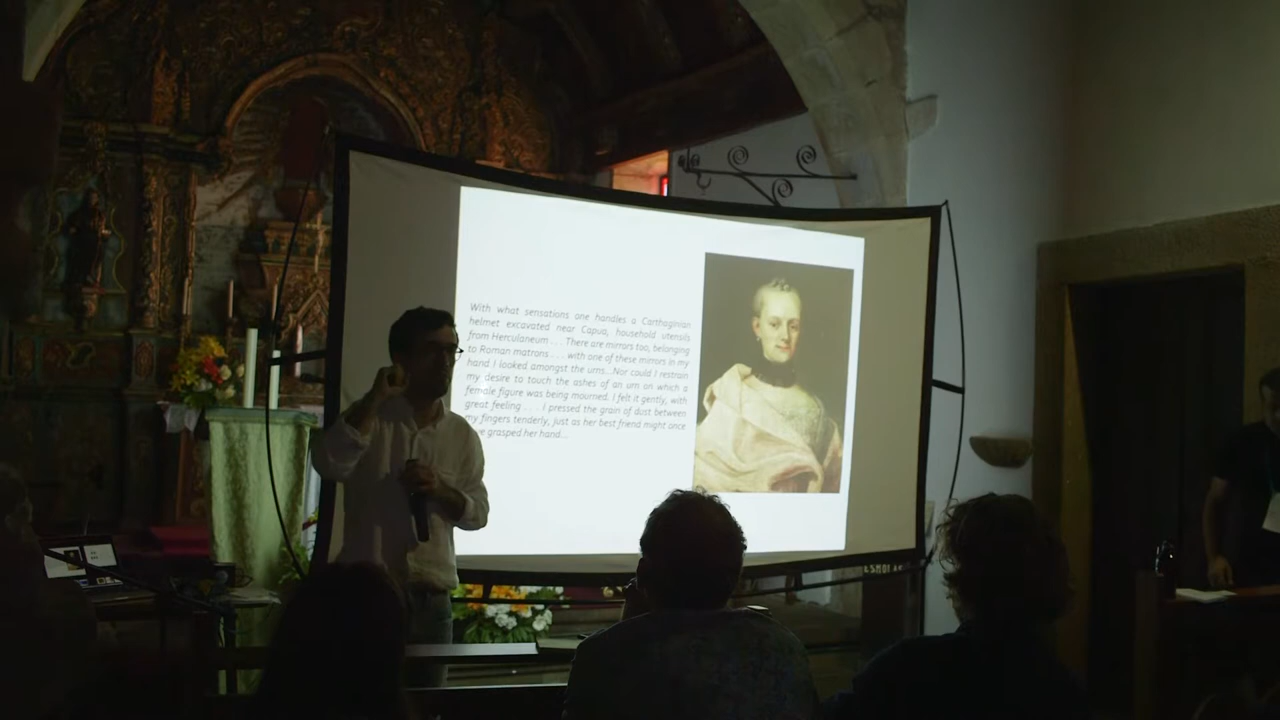 With what sensations one handles a Carthaginian
helmet excavated near Capua, household utensils
from Herculaneum . . . There are mirrors too, belonging
to Roman matrons. . . . with one of these mirrors in my
hand I looked amongst the urns...Nor could I restrain
my desire to touch the ashes of an urn on which a
female figure was being mourned. I felt it gently, with
great feeling . . . . I pressed the grain of dust between
my fingers tenderly, just as her best friend might once
grasped her hand...